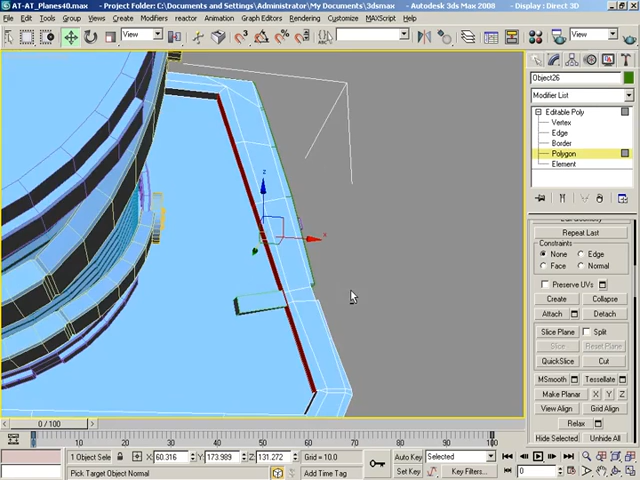 AT-AT_Planes40.max - Project Folder: C:\Documents and Settings\Administrator\My Documents\3dsmax - Autodesk 3ds Max 2008 - Display : Direct 3D
File Edit Tools Group Views Create Modifiers reactor Animation Graph Editors Rendering Customize MAXScript Help
View
View
Object26
Modifier List
Editable Poly
Vertex
Edge
Border
Polygon
Element
z
x
Edit Geometry
Repeat Last
Constraints
None Edge
Face Normal
Preserve UVs
Create Collapse
Attach Detach
Slice Plane Split
Slice Reset Plane
QuickSlice Cut
MSmooth Tessellate
Make Planar X Y Z
View Align Grid Align
Relax
Hide Selected Unhide All
0 / 100
0 10 20 30 40 50 60 70 80 90 100
1 Object Sele X: 60.316 Y: 173.989 Z: 131.272 Grid = 10.0 Auto Key Selected
Pick Target Object Normal Add Time Tag Set Key Key Filters... 0